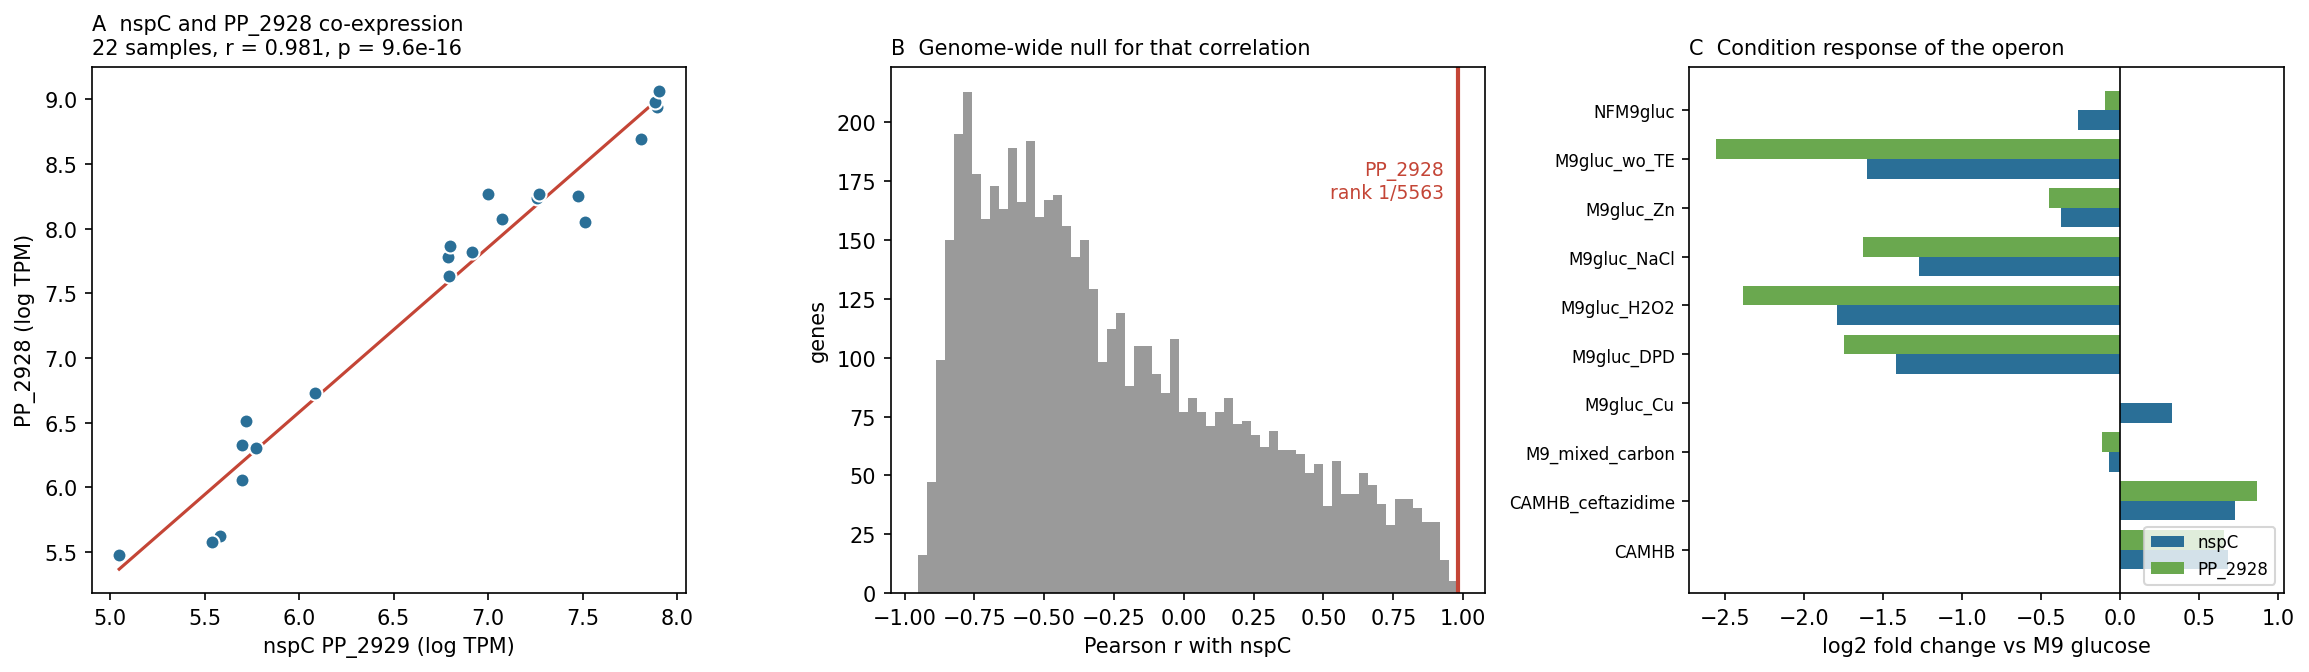 A  nspC and PP_2928 co-expression
22 samples, r = 0.981, p = 9.6e-16
9.0
8.5
8.0
7.5
7.0
6.5
6.0
5.5
PP_2928 (log TPM)
5.0 5.5 6.0 6.5 7.0 7.5 8.0
nspC PP_2929 (log TPM)
B  Genome-wide null for that correlation
200
175
150
125
100
75
50
25
0
genes
PP_2928
rank 1/5563
−1.00 −0.75 −0.50 −0.25 0.00 0.25 0.50 0.75 1.00
Pearson r with nspC
C  Condition response of the operon
NFM9gluc
M9gluc_wo_TE
M9gluc_Zn
M9gluc_NaCl
M9gluc_H2O2
M9gluc_DPD
M9gluc_Cu
M9_mixed_carbon
CAMHB_ceftazidime
CAMHB
nspC
PP_2928
−2.5 −2.0 −1.5 −1.0 −0.5 0.0 0.5 1.0
log2 fold change vs M9 glucose